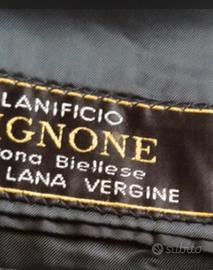 LANIFICIO
IGNONE
ona Biellese
LANA VERGINE
subito